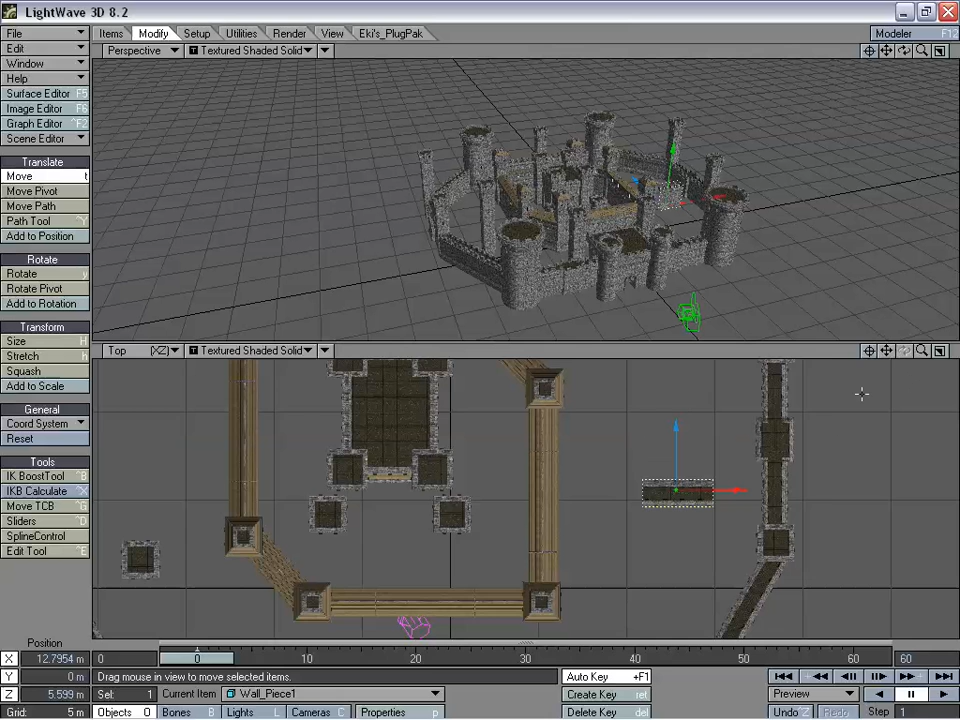 LightWave 3D 8.2
File
Items
Modify
Setup
Utilities
Render
View
Eki's_PlugPak
Modeler F12
Edit
Window
Help
Surface Editor F5
Image Editor F6
Graph Editor ^F2
Scene Editor
Perspective
Textured Shaded Solid
Translate
Move t
Move Pivot
Move Path
Path Tool ^Y
Add to Position
Rotate
Rotate y
Rotate Pivot
Add to Rotation
Transform
Size H
Stretch h
Squash
Add to Scale
Top [XZ]
Textured Shaded Solid
General
Coord System
Reset
Tools
IK BoostTool ^B
IKB Calculate ^X
Move TCB ^G
Sliders ^D
SplineControl
Edit Tool ^E
Position
X 12.7954 m 0
0 10 20 30 40 50 60
60
Y 0 m
Drag mouse in view to move selected items.
Auto Key +F1
Z 5.599 m
Sel: 1
Current Item
Wall_Piece1
Create Key ret
Preview
Grid: 5 m
Objects O
Bones B
Lights L
Cameras C
Properties p
Delete Key del
Undo ^Z
Redo
Step 1